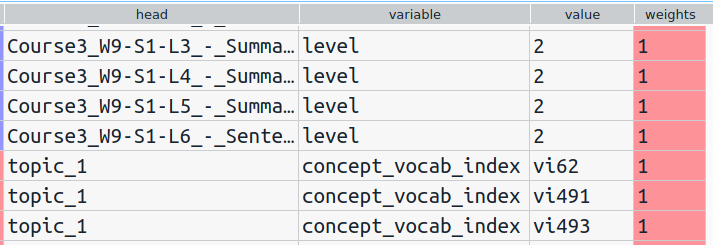 head variable value weights
Course3_W9-S1-L3_-_Summa… level 2 1
Course3_W9-S1-L4_-_Summa… level 2 1
Course3_W9-S1-L5_-_Summa… level 2 1
Course3_W9-S1-L6_-_Sente… level 2 1
topic_1 concept_vocab_index vi62 1
topic_1 concept_vocab_index vi491 1
topic_1 concept_vocab_index vi493 1